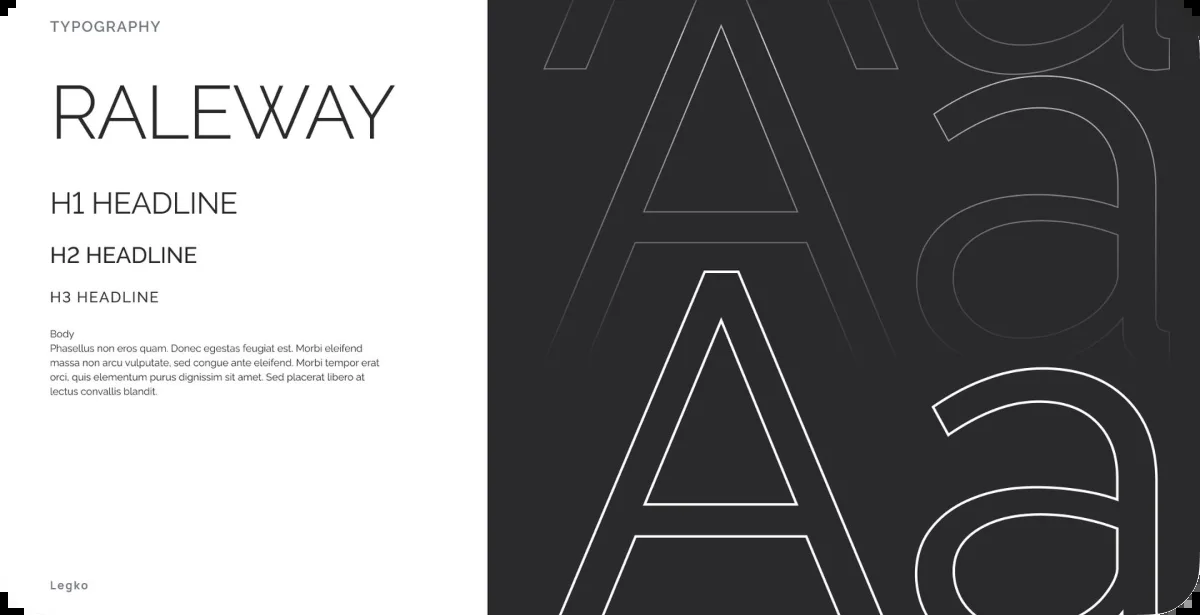 TYPOGRAPHY
RALEWAY
H1 HEADLINE
H2 HEADLINE
H3 HEADLINE
Body
Phasellus non eros quam. Donec egestas feugiat est. Morbi eleifend
massa non arcu vulputate, sed congue ante eleifend. Morbi tempor erat
orci, quis elementum purus dignissim sit amet. Sed placerat libero at
lectus convallis blandit.
Legko
Aa
Aa
Aa